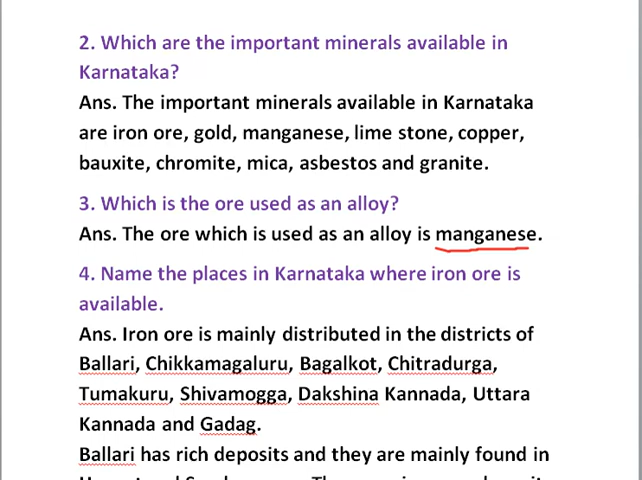 2. Which are the important minerals available in
Karnataka?
Ans. The important minerals available in Karnataka
are iron ore, gold, manganese, lime stone, copper,
bauxite, chromite, mica, asbestos and granite.
3. Which is the ore used as an alloy?
Ans. The ore which is used as an alloy is manganese.
4. Name the places in Karnataka where iron ore is
available.
Ans. Iron ore is mainly distributed in the districts of
Ballari, Chikkamagaluru, Bagalkot, Chitradurga,
Tumakuru, Shivamogga, Dakshina Kannada, Uttara
Kannada and Gadag.
Ballari has rich deposits and they are mainly found in